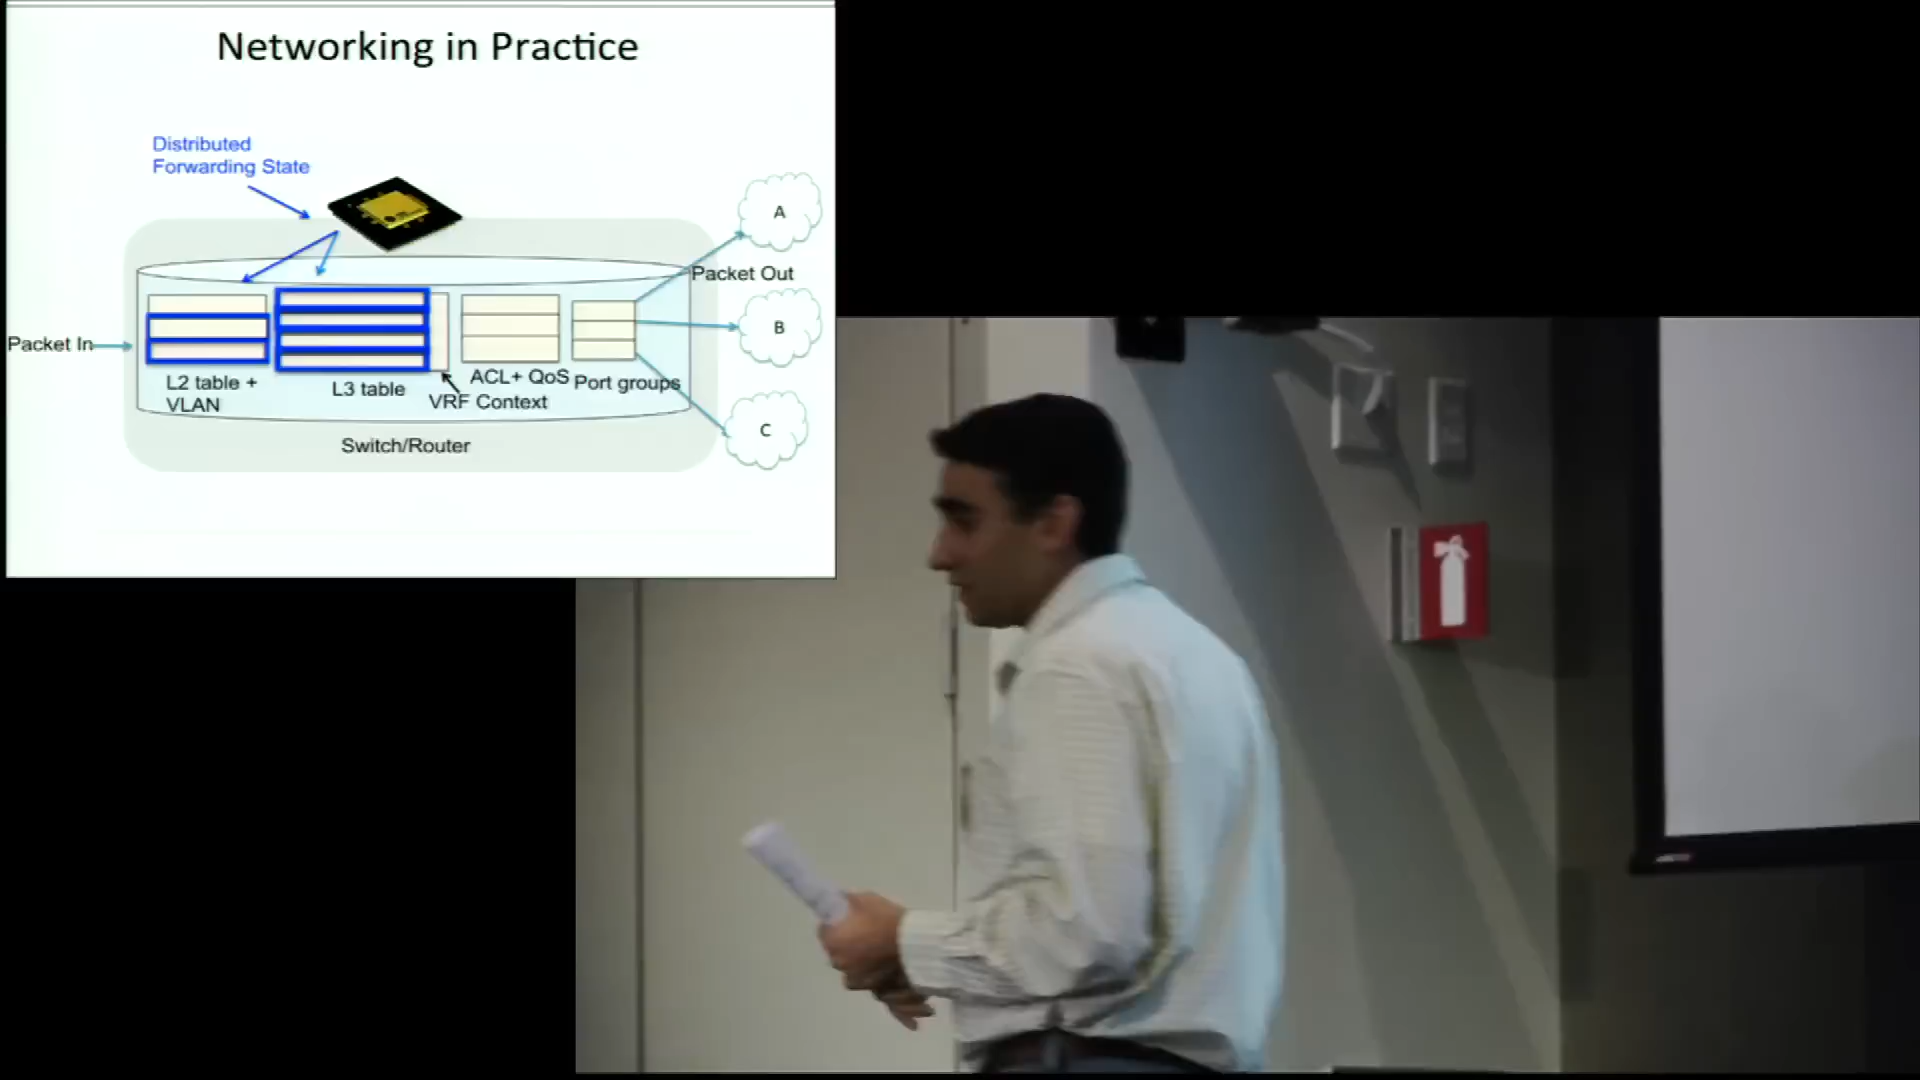 Networking in Practice
Distributed
Forwarding State
A
Packet Out
B
Packet In
L2 table +
VLAN
L3 table
VRF Context
ACL+ QoS
Port groups
C
Switch/Router